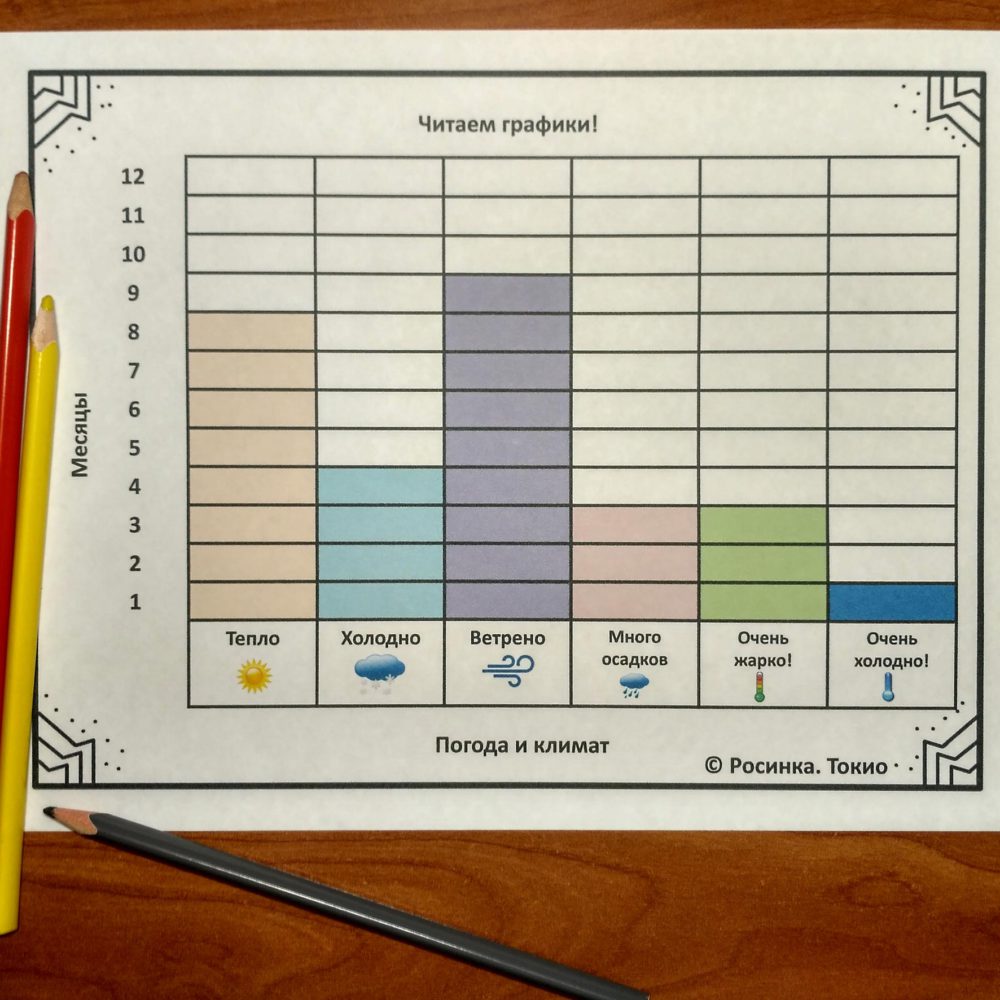 Читаем графики!
12
11
10
9
8
7
6
5
4
3
2
1
Месяцы
Тепло
Холодно
Ветрено
Много
осадков
Очень
жарко!
Очень
холодно!
Погода и климат
© Росинка. Токио